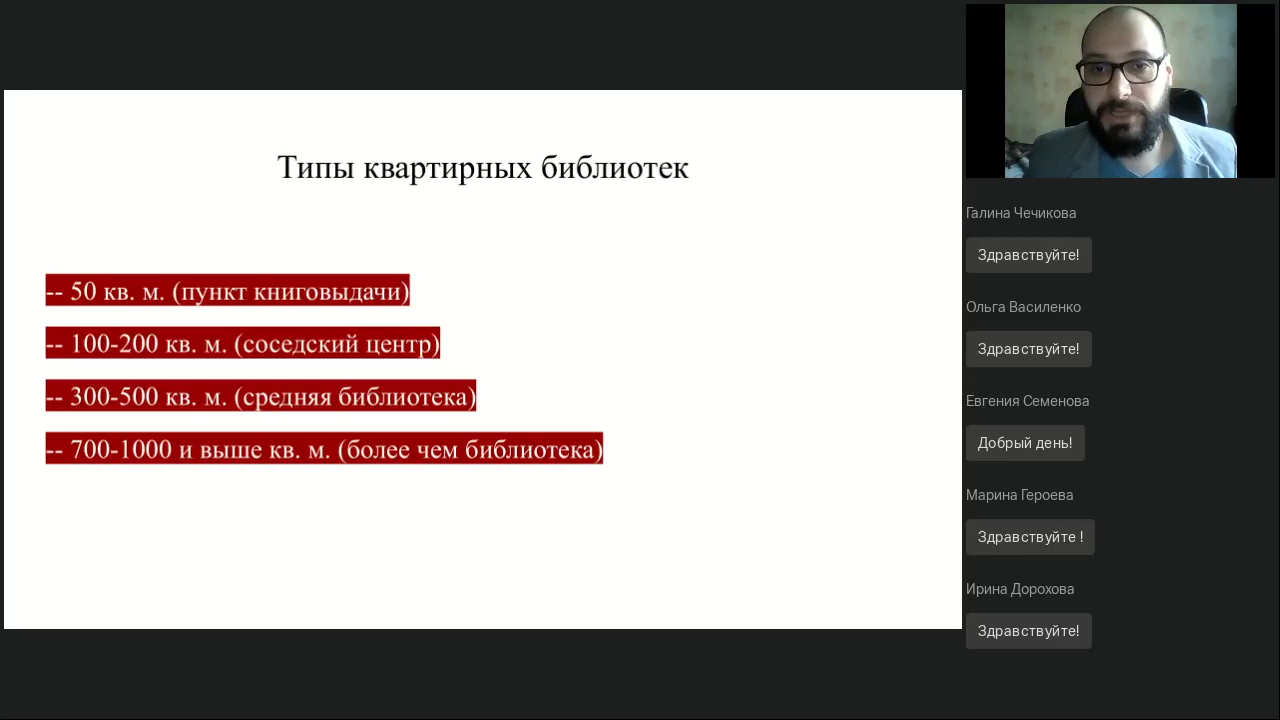 Типы квартирных библиотек
-- 50 кв. м. (пункт книговыдачи)
-- 100-200 кв. м. (соседский центр)
-- 300-500 кв. м. (средняя библиотека)
-- 700-1000 и выше кв. м. (более чем библиотека)
Галина Чечикова
Здравствуйте!
Ольга Василенко
Здравствуйте!
Евгения Семенова
Добрый день!
Марина Героева
Здравствуйте !
Ирина Дорохова
Здравствуйте!